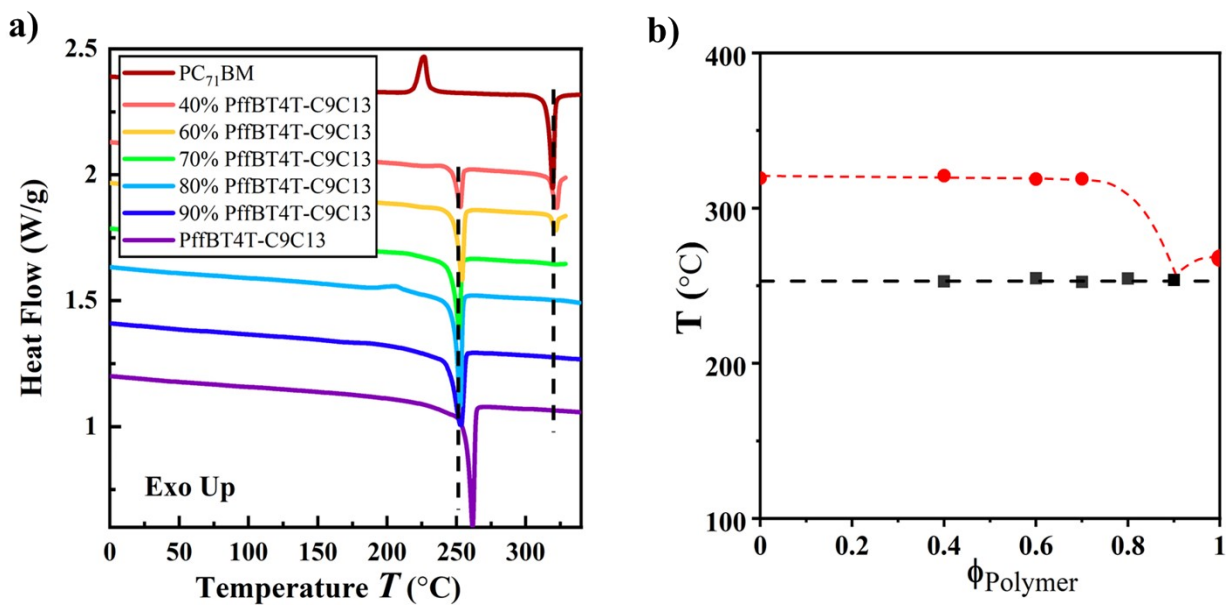 a)
Heat Flow (W/g)
2.5
2
1.5
1
PC₇₁BM
40% PffBT4T-C9C13
60% PffBT4T-C9C13
70% PffBT4T-C9C13
80% PffBT4T-C9C13
90% PffBT4T-C9C13
PffBT4T-C9C13
Exo Up
0 50 100 150 200 250 300
Temperature T (°C)
b)
T (°C)
400
300
200
100
0 0.2 0.4 0.6 0.8 1
ϕPolymer